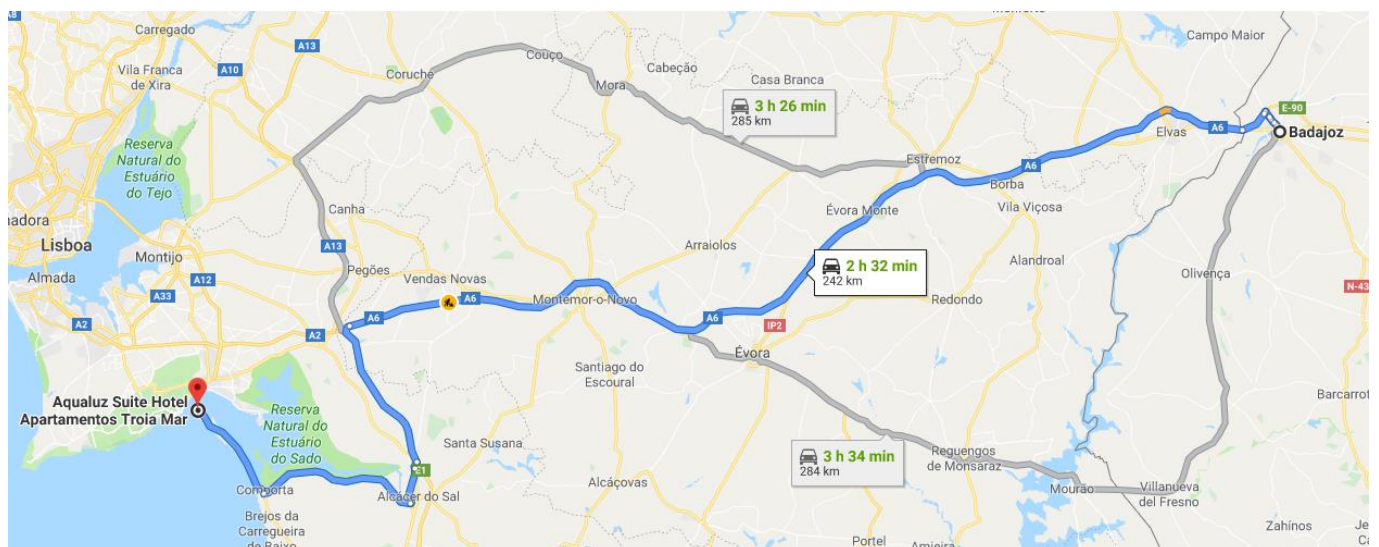 Carregado
A13
Couço
Campo Maior
Vila Franca
de Xira
A10
Coruche
Cabeção
Mora
Casa Branca
3 h 26 min
285 km
E-90
Badajoz
A6
Elvas
Reserva
Natural do
Estuário
do Tejo
Estremoz
A6
Borba
Canha
Évora Monte
Vila Viçosa
Lisboa
Montijo
A13
Arraiolos
Almada
A12
Pegões
Vendas Novas
2 h 32 min
242 km
Alandroal
Olivença
A33
A6
A6
Montemor-o-Novo
Redondo
N-43
A2
A2
A6
IP2
Évora
Santiago do
Escoural
Aqualuz Suite Hotel
Apartamentos Troia Mar
Reserva
Natural do
Estuário
do Sado
Santa Susana
3 h 34 min
284 km
Reguengos
de Monsaraz
E1
Alcáçovas
Comporta
Alcácer do Sal
Mourão
Villanueva
del Fresno
Brejos da
Carregueira
de Baixo
Portel
Zahínos